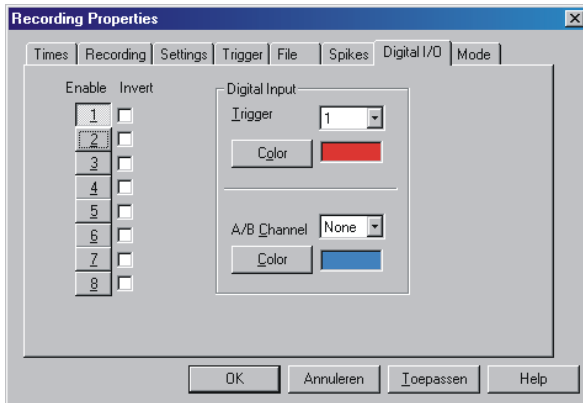 Recording Properties
Times Recording Settings Trigger File Spikes Digital I/O Mode
Enable Invert
1
2
3
4
5
6
7
8
Digital Input
Trigger 1
Color
A/B Channel None
Color
OK Annuleren Toepassen Help